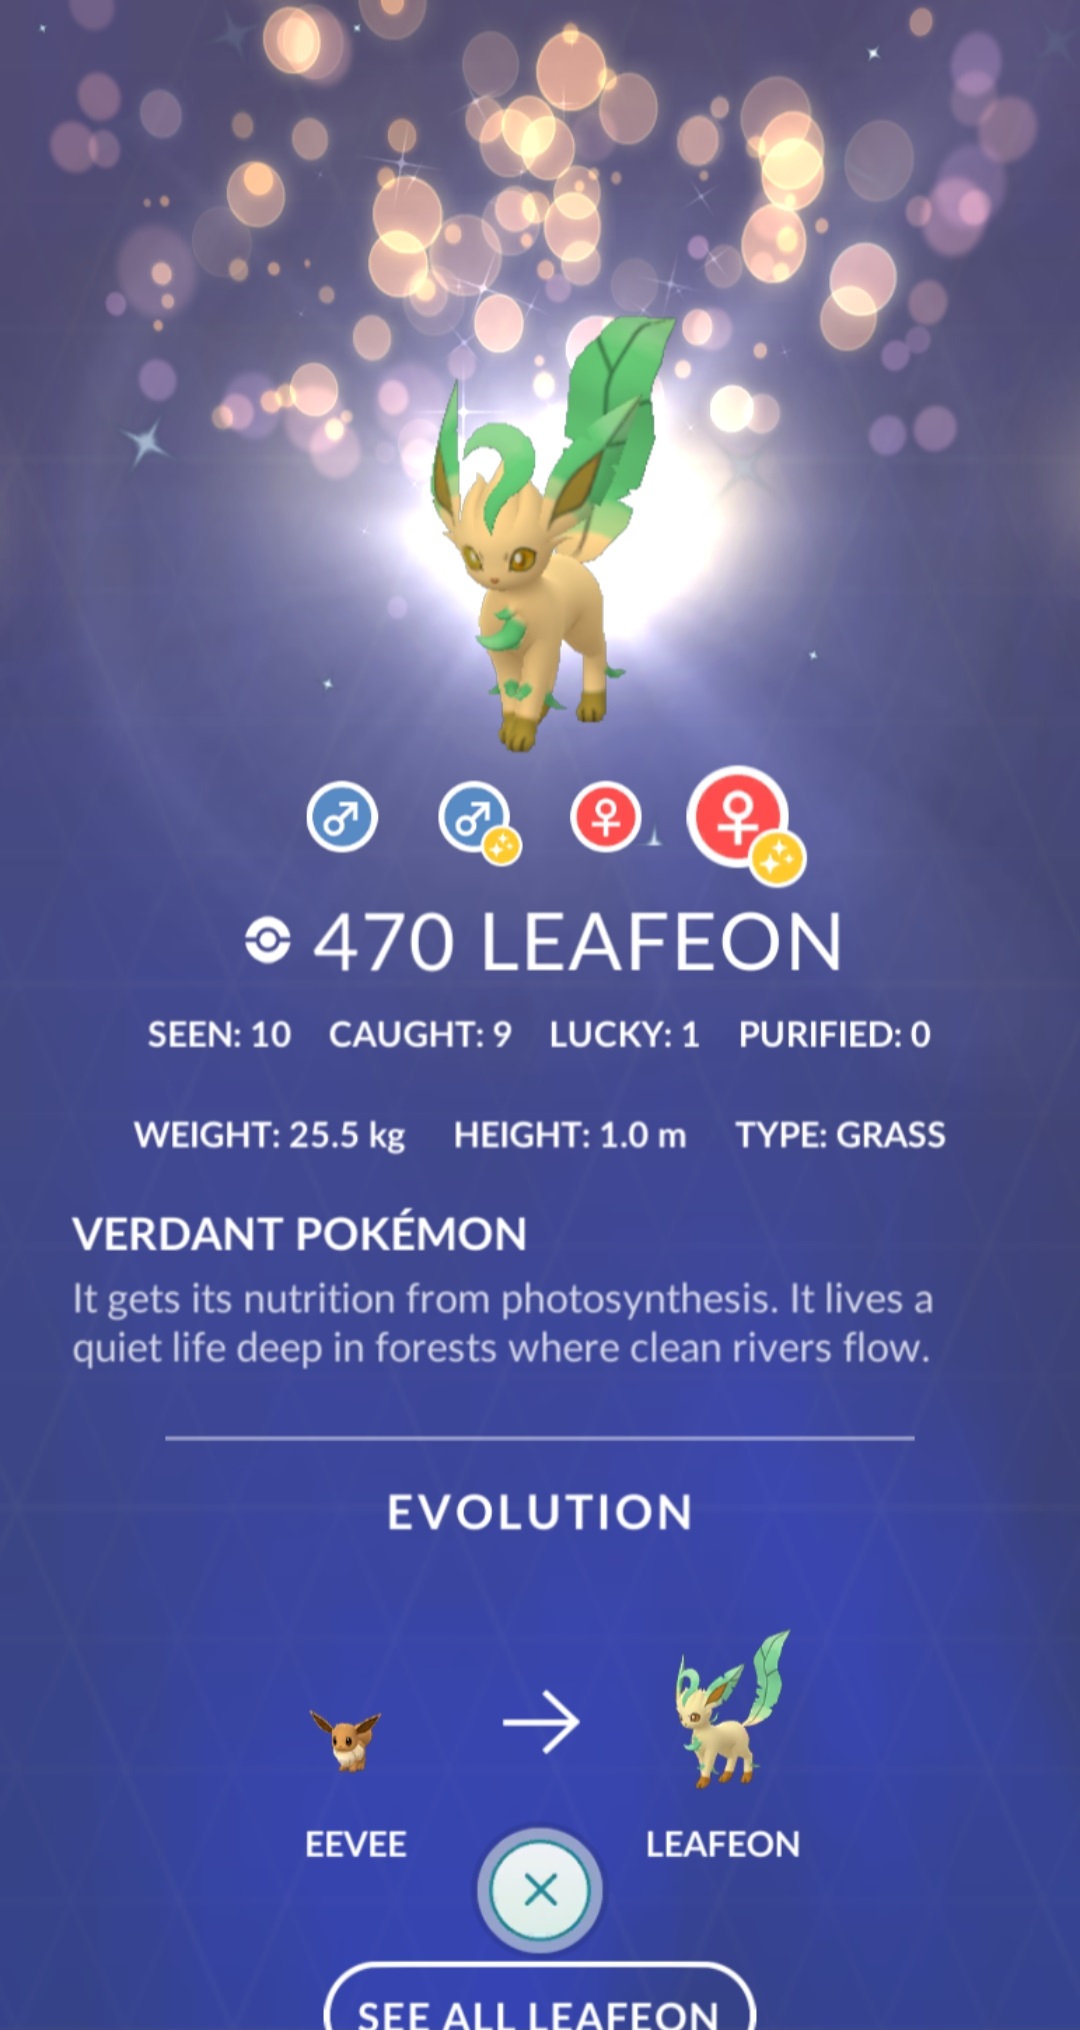 470 LEAFEON
SEEN: 10 CAUGHT: 9 LUCKY: 1 PURIFIED: 0
WEIGHT: 25.5 kg HEIGHT: 1.0 m TYPE: GRASS
VERDANT POKÉMON
It gets its nutrition from photosynthesis. It lives a
quiet life deep in forests where clean rivers flow.
EVOLUTION
EEVEE LEAFEON
SEE ALL LEAFEON